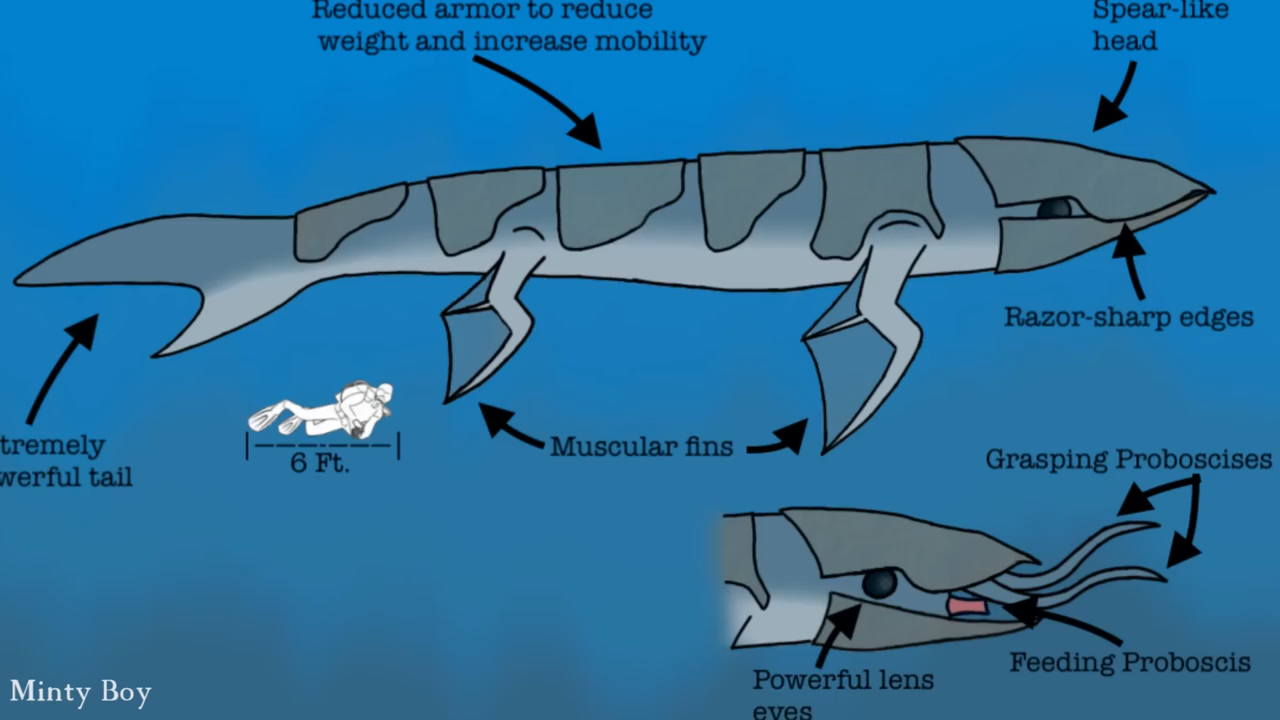 Reduced armor to reduce
weight and increase mobility
Spear-like
head
Razor-sharp edges
tremely
werful tail
6 Ft.
Muscular fins
Grasping Proboscises
Feeding Proboscis
Powerful lens
eyes
Minty Boy